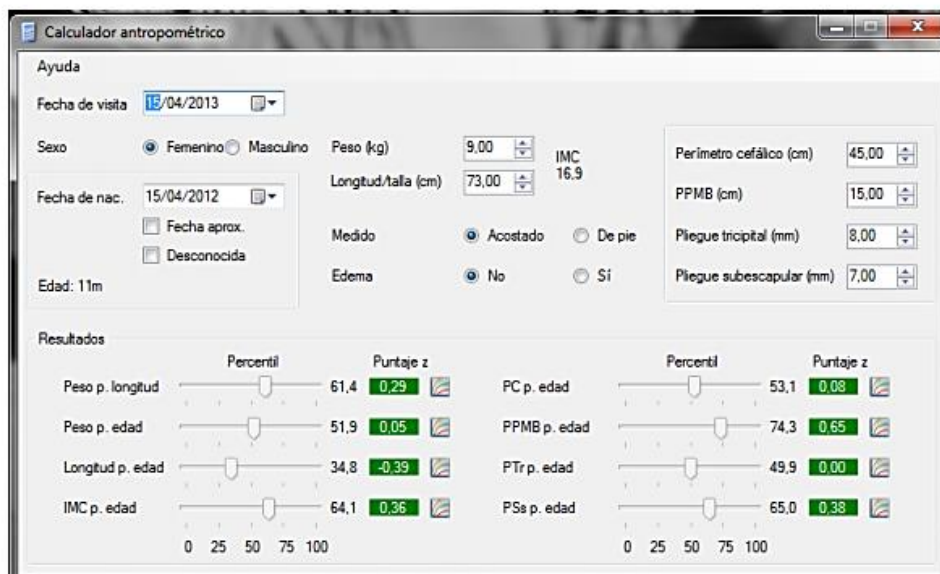 Calculador antropométrico
Ayuda
Fecha de visita 15/04/2013
Sexo Femenino Masculino
Fecha de nac. 15/04/2012
Fecha aprox.
Desconocida
Edad: 11m
Peso (kg) 9,00
Longitud/talla (cm) 73,00
IMC
16,9
Medido Acostado De pie
Edema No Sí
Perímetro cefálico (cm) 45,00
PPMB (cm) 15,00
Pliegue tricipital (mm) 8,00
Pliegue subescapular (mm) 7,00
Resultados
Percentil Puntaje z
Peso p. longitud 61,4 0,29
Peso p. edad 51,9 0,05
Longitud p. edad 34,8 -0,39
IMC p. edad 64,1 0,36
0 25 50 75 100
Percentil Puntaje z
PC p. edad 53,1 0,08
PPMB p. edad 74,3 0,65
PTr p. edad 49,9 0,00
PSs p. edad 65,0 0,38
0 25 50 75 100